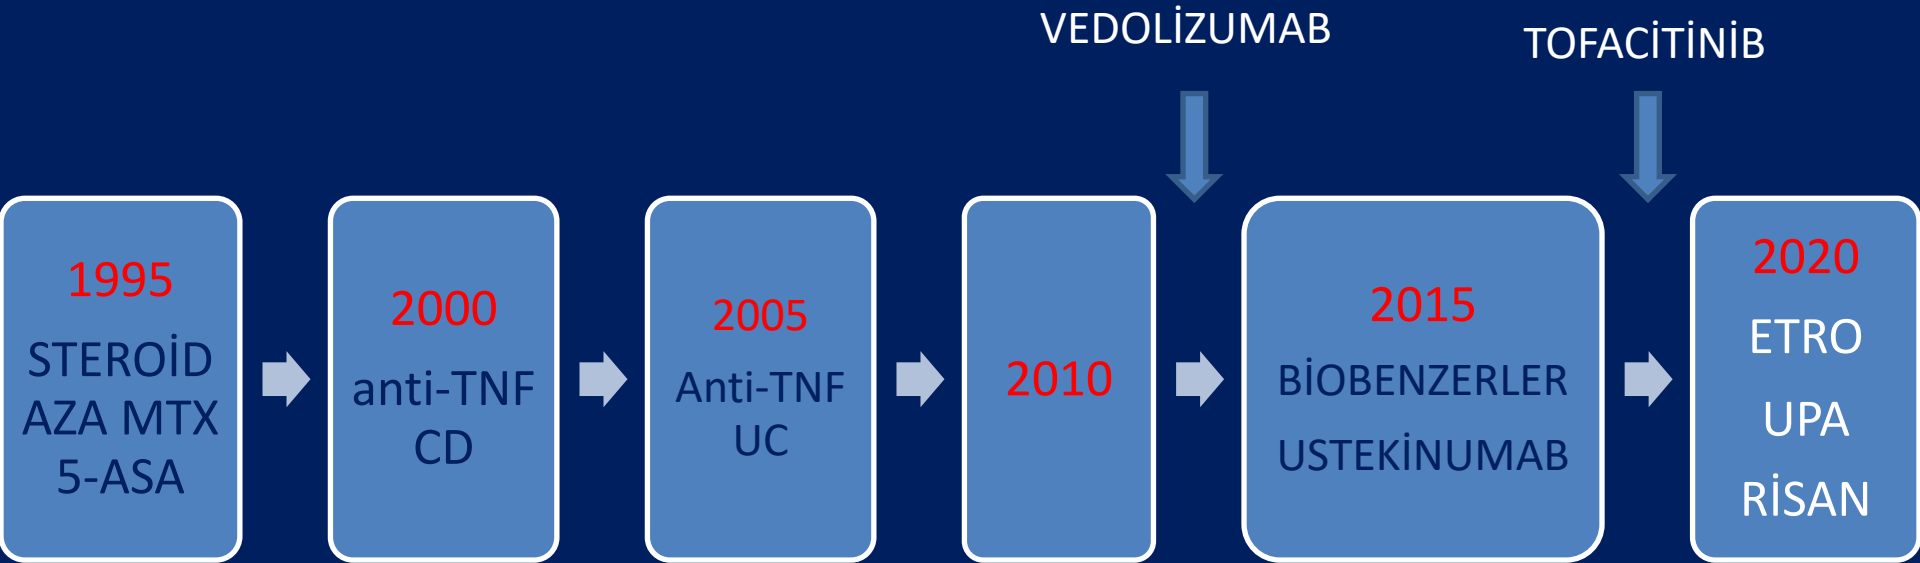 VEDOLİZUMAB
TOFACİTİNİB
1995
STEROİD
AZA MTX
5-ASA
2000
anti-TNF
CD
2005
Anti-TNF
UC
2010
2015
BİOBENZERLER
USTEKİNUMAB
2020
ETRO
UPA
RİSAN